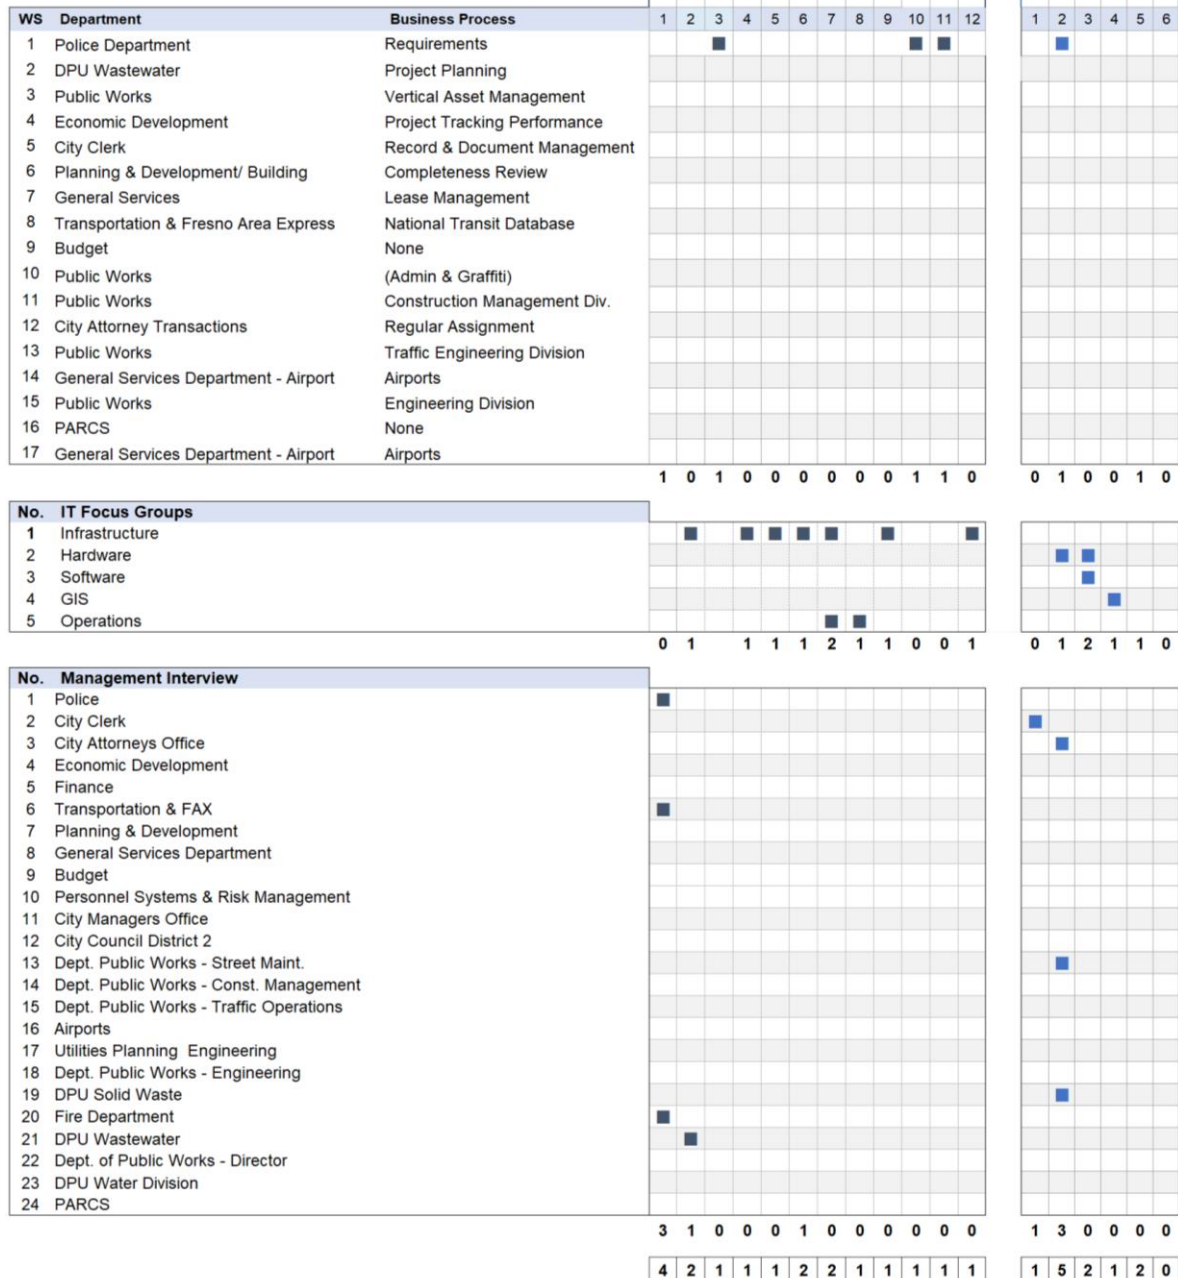 WS Department Business Process 1 2 3 4 5 6 7 8 9 10 11 12 1 2 3 4 5 6
1 Police Department Requirements
2 DPU Wastewater Project Planning
3 Public Works Vertical Asset Management
4 Economic Development Project Tracking Performance
5 City Clerk Record & Document Management
6 Planning & Development/ Building Completeness Review
7 General Services Lease Management
8 Transportation & Fresno Area Express National Transit Database
9 Budget None
10 Public Works (Admin & Graffiti)
11 Public Works Construction Management Div.
12 City Attorney Transactions Regular Assignment
13 Public Works Traffic Engineering Division
14 General Services Department - Airport Airports
15 Public Works Engineering Division
16 PARCS None
17 General Services Department - Airport Airports
1 0 1 0 0 0 0 0 0 1 1 0 0 1 0 0 1 0
No. IT Focus Groups
1 Infrastructure
2 Hardware
3 Software
4 GIS
5 Operations
0 1 1 1 1 2 1 1 0 0 1 0 1 2 1 1 0
No. Management Interview
1 Police
2 City Clerk
3 City Attorneys Office
4 Economic Development
5 Finance
6 Transportation & FAX
7 Planning & Development
8 General Services Department
9 Budget
10 Personnel Systems & Risk Management
11 City Managers Office
12 City Council District 2
13 Dept. Public Works - Street Maint.
14 Dept. Public Works - Const. Management
15 Dept. Public Works - Traffic Operations
16 Airports
17 Utilities Planning Engineering
18 Dept. Public Works - Engineering
19 DPU Solid Waste
20 Fire Department
21 DPU Wastewater
22 Dept. of Public Works - Director
23 DPU Water Division
24 PARCS
3 1 0 0 0 1 0 0 0 0 0 0 1 3 0 0 0 0
4 2 1 1 1 2 2 1 1 1 1 1 1 5 2 1 2 0